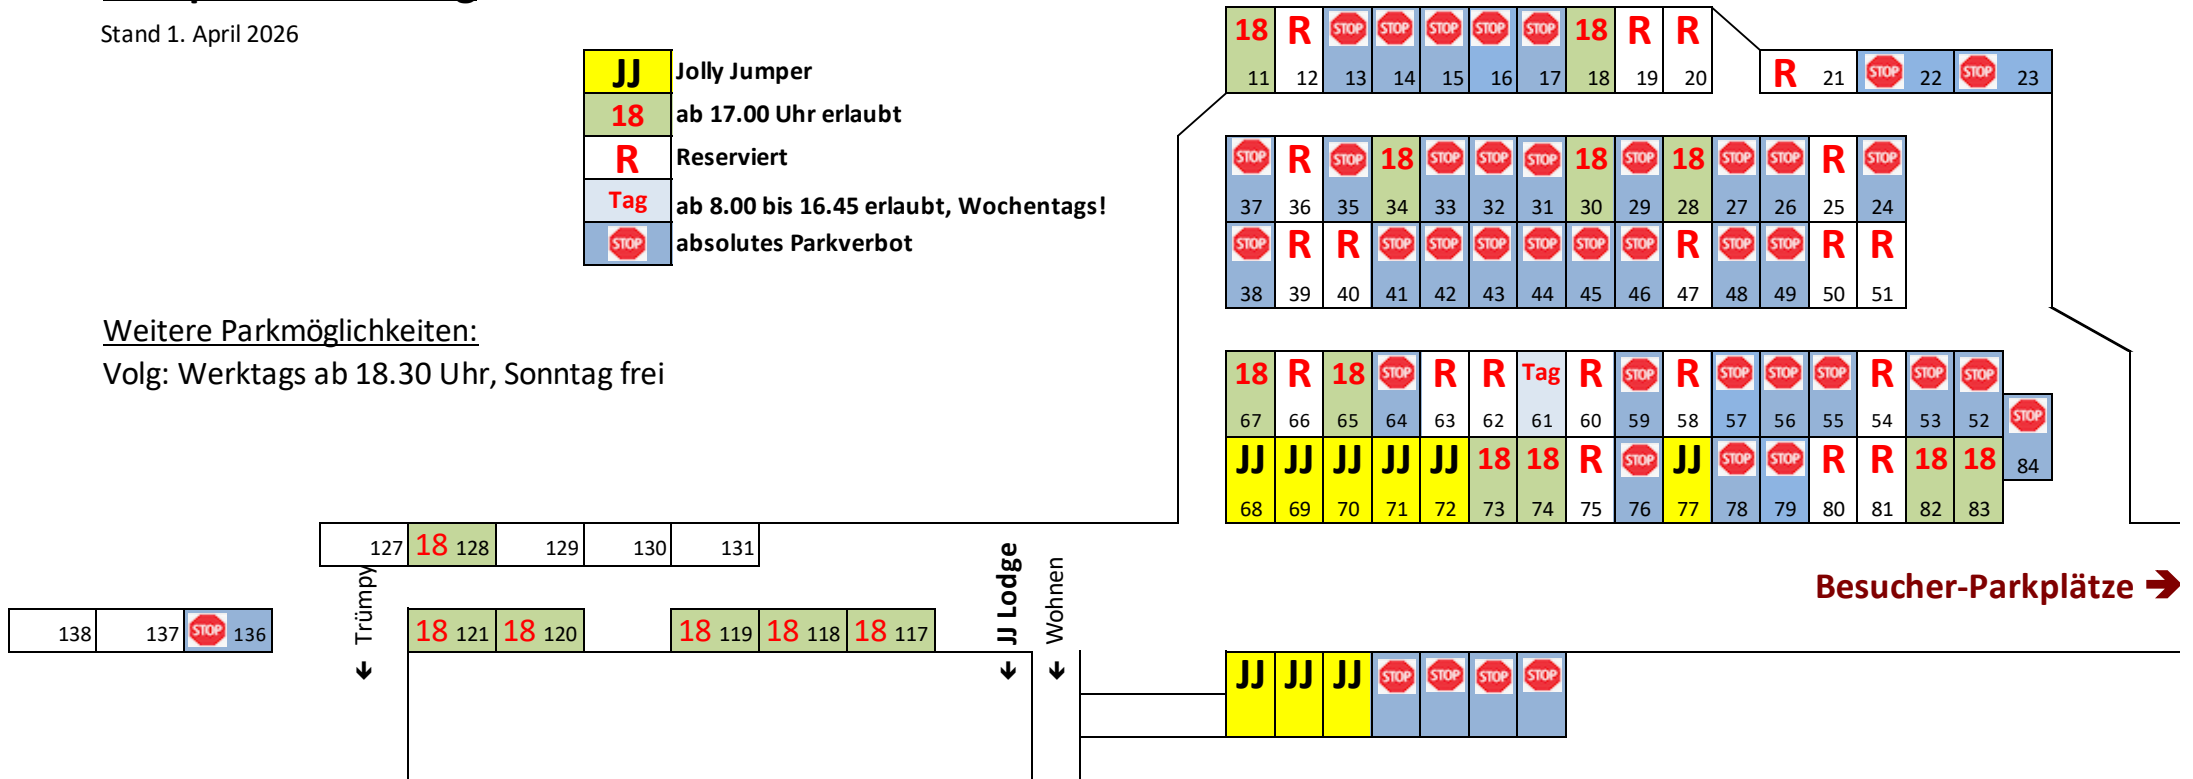 Stand 1. April 2026
JJ Jolly Jumper
18 ab 17.00 Uhr erlaubt
R Reserviert
Tag ab 8.00 bis 16.45 erlaubt, Wochentags!
STOP absolutes Parkverbot
Weitere Parkmöglichkeiten:
Volg: Werktags ab 18.30 Uhr, Sonntag frei
18 R STOP STOP STOP STOP STOP 18 R R
11 12 13 14 15 16 17 18 19 20
R 21 STOP 22 STOP 23
STOP R STOP 18 STOP STOP STOP 18 STOP 18 STOP STOP R STOP
37 36 35 34 33 32 31 30 29 28 27 26 25 24
STOP R R STOP STOP STOP STOP STOP STOP R STOP STOP R R
38 39 40 41 42 43 44 45 46 47 48 49 50 51
18 R 18 STOP R R Tag R STOP R STOP STOP STOP R STOP STOP
67 66 65 64 63 62 61 60 59 58 57 56 55 54 53 52
STOP
84
JJ JJ JJ JJ JJ 18 18 R STOP JJ STOP STOP R R 18 18
68 69 70 71 72 73 74 75 76 77 78 79 80 81 82 83
127 18 128 129 130 131
138 137 STOP 136
Trümpy
18 121 18 120 18 119 18 118 18 117
JJ Lodge
Wohnen
Besucher-Parkplätze
JJ JJ JJ STOP STOP STOP STOP